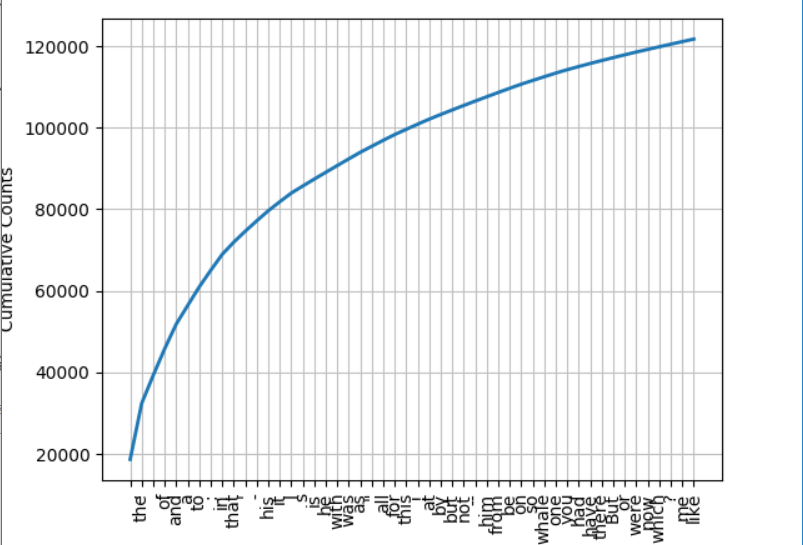 120000
100000
80000
60000
40000
20000
Cumulative Counts
the
of
and
a
to
in
that
-
his
it
I
s
is
he
with
was
as
all
for
this
!
at
by
but
not
him
from
be
on
so
whale
one
you
had
have
there
But
or
were
now
which
?
me
like